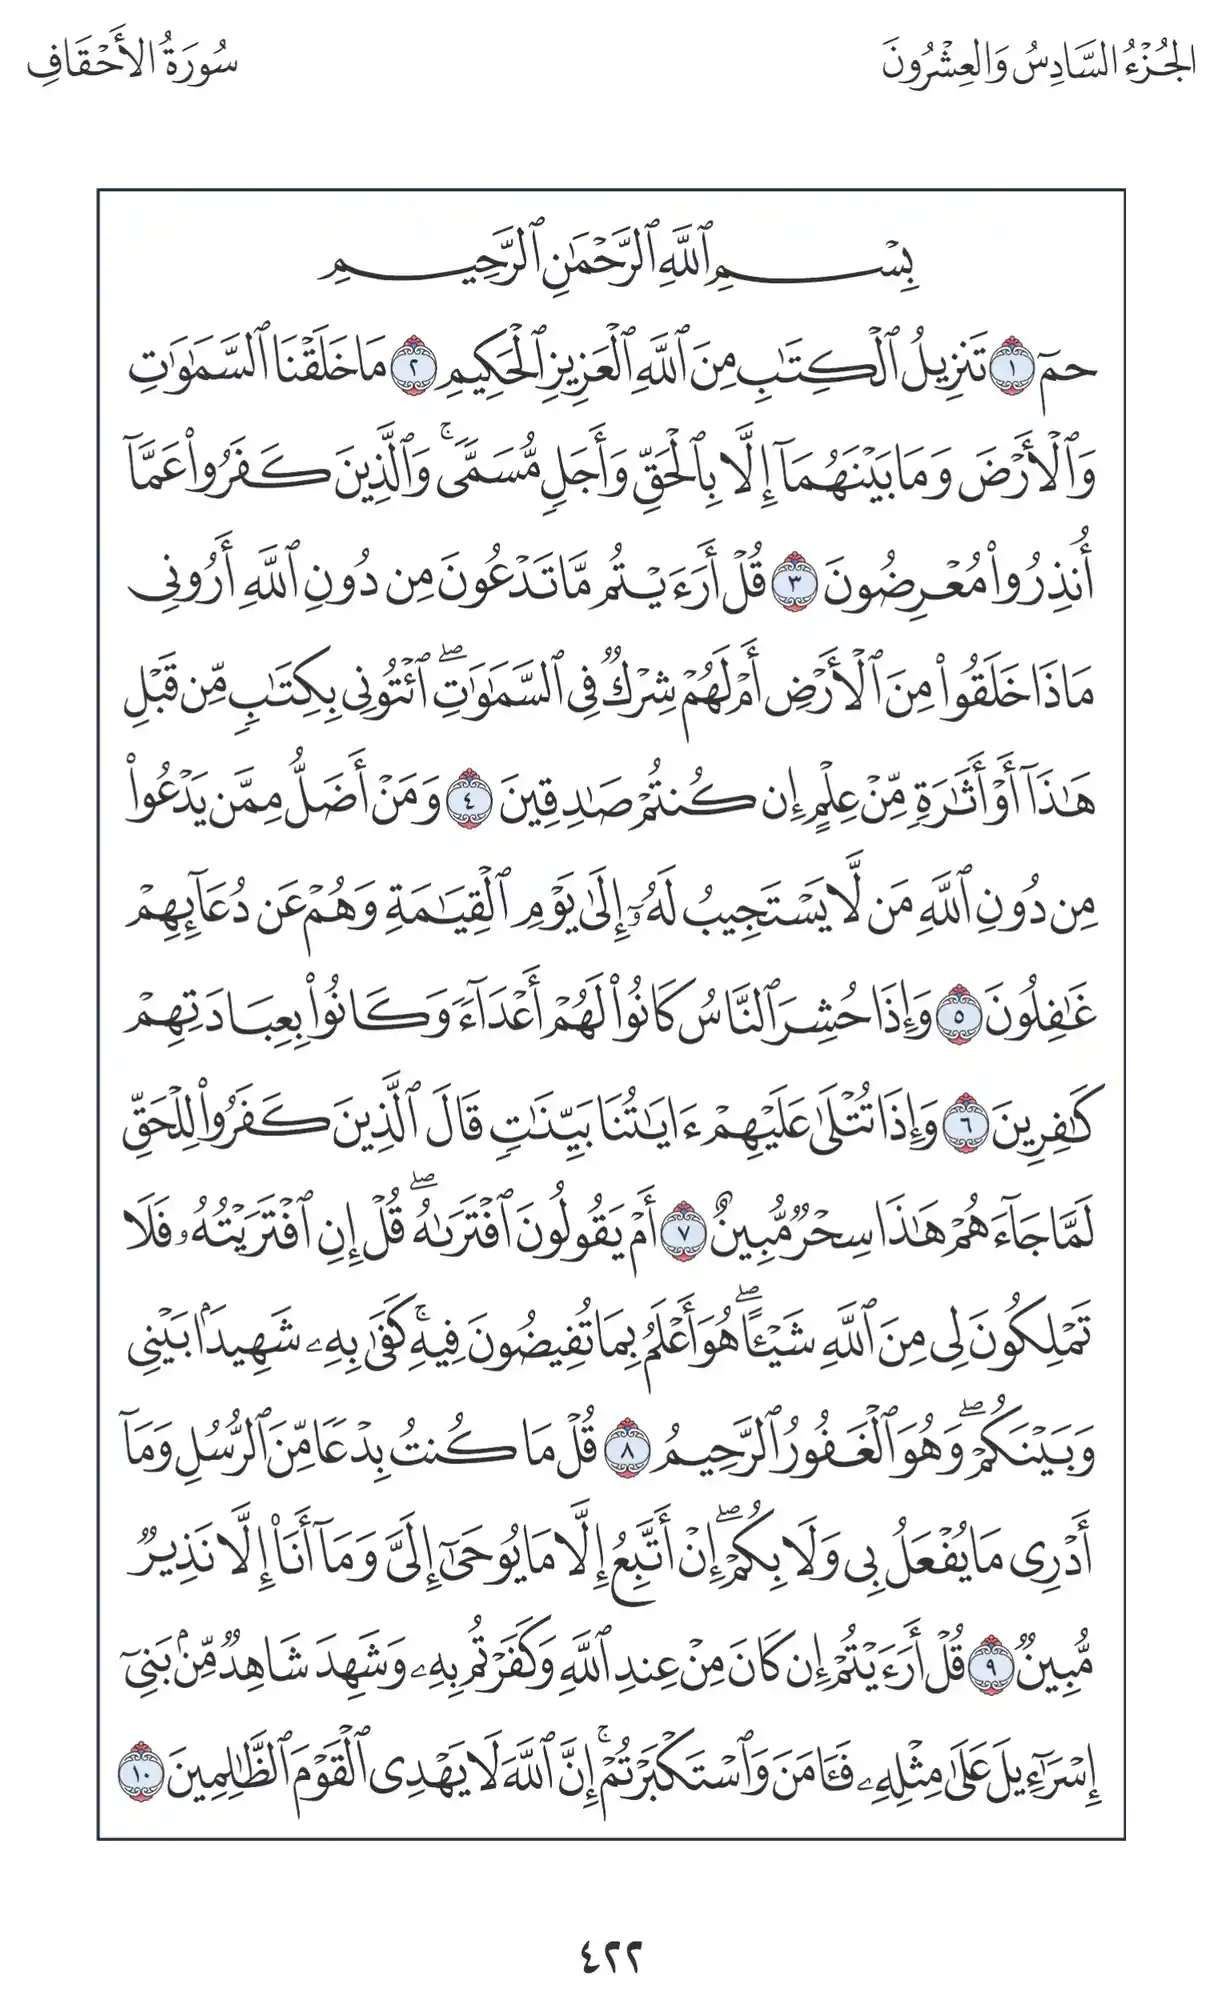 الجُزْءُ السَّادِسُ وَالعِشْرُونَ
سُورَةُ الأَحْقَافِ
بِسْمِ ٱللَّهِ ٱلرَّحْمَٰنِ ٱلرَّحِيمِ
حمٓ ١ تَنزِيلُ ٱلْكِتَٰبِ مِنَ ٱللَّهِ ٱلْعَزِيزِ ٱلْحَكِيمِ ٢ مَا خَلَقْنَا ٱلسَّمَٰوَٰتِ
وَٱلْأَرْضَ وَمَا بَيْنَهُمَآ إِلَّا بِٱلْحَقِّ وَأَجَلٍ مُّسَمًّىۚ وَٱلَّذِينَ كَفَرُوا۟ عَمَّآ
أُنذِرُوا۟ مُعْرِضُونَ ٣ قُلْ أَرَءَيْتُم مَّا تَدْعُونَ مِن دُونِ ٱللَّهِ أَرُونِى
مَاذَا خَلَقُوا۟ مِنَ ٱلْأَرْضِ أَمْ لَهُمْ شِرْكٌ فِى ٱلسَّمَٰوَٰتِۖ ٱئْتُونِى بِكِتَٰبٍ مِّن قَبْلِ
هَٰذَآ أَوْ أَثَٰرَةٍ مِّنْ عِلْمٍ إِن كُنتُمْ صَٰدِقِينَ ٤ وَمَنْ أَضَلُّ مِمَّن يَدْعُوا۟
مِن دُونِ ٱللَّهِ مَن لَّا يَسْتَجِيبُ لَهُۥٓ إِلَىٰ يَوْمِ ٱلْقِيَٰمَةِ وَهُمْ عَن دُعَآئِهِمْ
غَٰفِلُونَ ٥ وَإِذَا حُشِرَ ٱلنَّاسُ كَانُوا۟ لَهُمْ أَعْدَآءً وَكَانُوا۟ بِعِبَادَتِهِمْ
كَٰفِرِينَ ٦ وَإِذَا تُتْلَىٰ عَلَيْهِمْ ءَايَٰتُنَا بَيِّنَٰتٍ قَالَ ٱلَّذِينَ كَفَرُوا۟ لِلْحَقِّ
لَمَّا جَآءَهُمْ هَٰذَا سِحْرٌ مُّبِينٌ ٧ أَمْ يَقُولُونَ ٱفْتَرَىٰهُۖ قُلْ إِنِ ٱفْتَرَيْتُهُۥ فَلَا
تَمْلِكُونَ لِى مِنَ ٱللَّهِ شَيْـًٔاۖ هُوَ أَعْلَمُ بِمَا تُفِيضُونَ فِيهِۚ كَفَىٰ بِهِۦ شَهِيدًۢا بَيْنِى
وَبَيْنَكُمْۖ وَهُوَ ٱلْغَفُورُ ٱلرَّحِيمُ ٨ قُلْ مَا كُنتُ بِدْعًا مِّنَ ٱلرُّسُلِ وَمَآ
أَدْرِى مَا يُفْعَلُ بِى وَلَا بِكُمْۖ إِنْ أَتَّبِعُ إِلَّا مَا يُوحَىٰٓ إِلَىَّ وَمَآ أَنَا۠ إِلَّا نَذِيرٌ
مُّبِينٌ ٩ قُلْ أَرَءَيْتُمْ إِن كَانَ مِنْ عِندِ ٱللَّهِ وَكَفَرْتُم بِهِۦ وَشَهِدَ شَاهِدٌ مِّنۢ بَنِىٓ
إِسْرَٰٓءِيلَ عَلَىٰ مِثْلِهِۦ فَـَٔامَنَ وَٱسْتَكْبَرْتُمْۚ إِنَّ ٱللَّهَ لَا يَهْدِى ٱلْقَوْمَ ٱلظَّٰلِمِينَ ١٠
٤٢٢